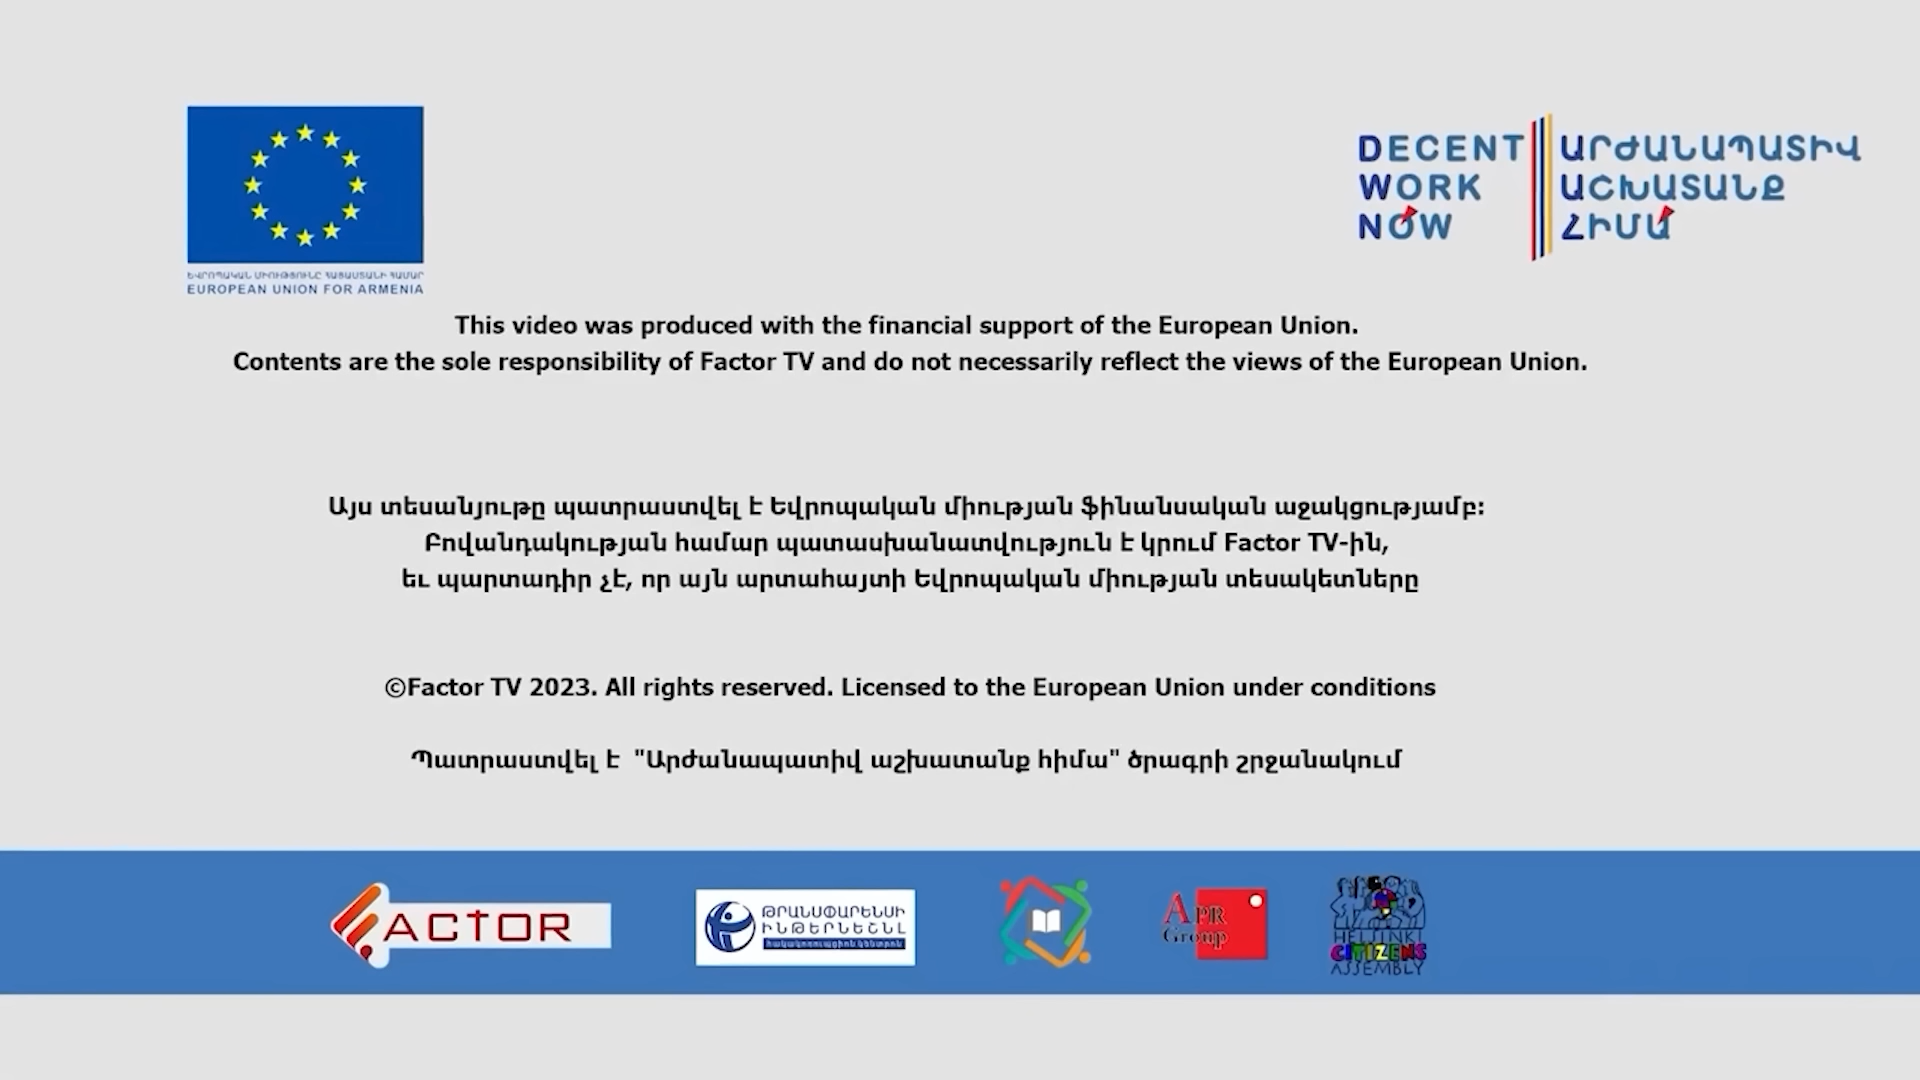 ԵՎՐՈՊԱԿԱՆ ՄԻՈՒԹՅՈՒՆԸ ՀԱՅԱՍՏԱՆԻ ՀԱՄԱՐ
EUROPEAN UNION FOR ARMENIA
DECENT
WORK
NOW
ԱՐԺԱՆԱՊԱՏԻՎ
ԱՇԽԱՏԱՆՔ
ՀԻՄԱ
This video was produced with the financial support of the European Union.
Contents are the sole responsibility of Factor TV and do not necessarily reflect the views of the European Union.
Այս տեսանյութը պատրաստվել է Եվրոպական միության ֆինանսական աջակցությամբ:
Բովանդակության համար պատասխանատվություն է կրում Factor TV-ին,
եւ պարտադիր չէ, որ այն արտահայտի Եվրոպական միության տեսակետները
©Factor TV 2023. All rights reserved. Licensed to the European Union under conditions
Պատրաստվել է "Արժանապատիվ աշխատանք հիմա" ծրագրի շրջանակում
FACTOR
ԹՐԱՆՍՓԱՐԵՆՍԻ
ԻՆԹԵՐՆԵՇՆԼ
հակակոռուպցիոն կենտրոն
APR
Group
HELSINKI
CITIZENS
ASSEMBLY